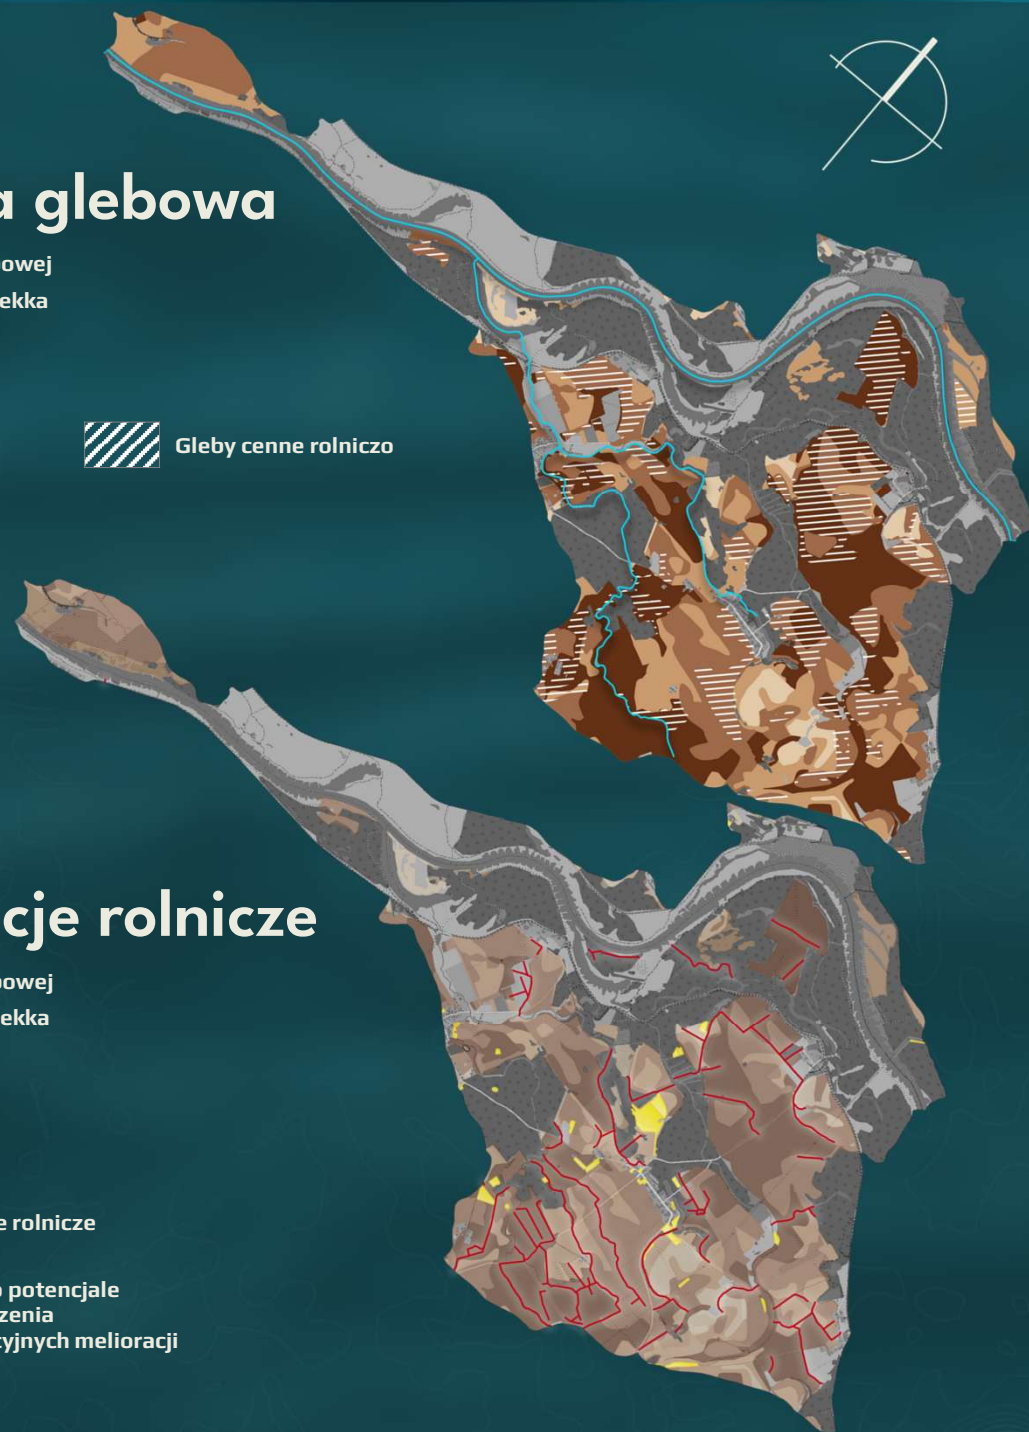 a glebowa
owej
ekka
Gleby cenne rolniczo
cje rolnicze
owej
ekka
e rolnicze
o potencjale
zenia
yjnych melioracji